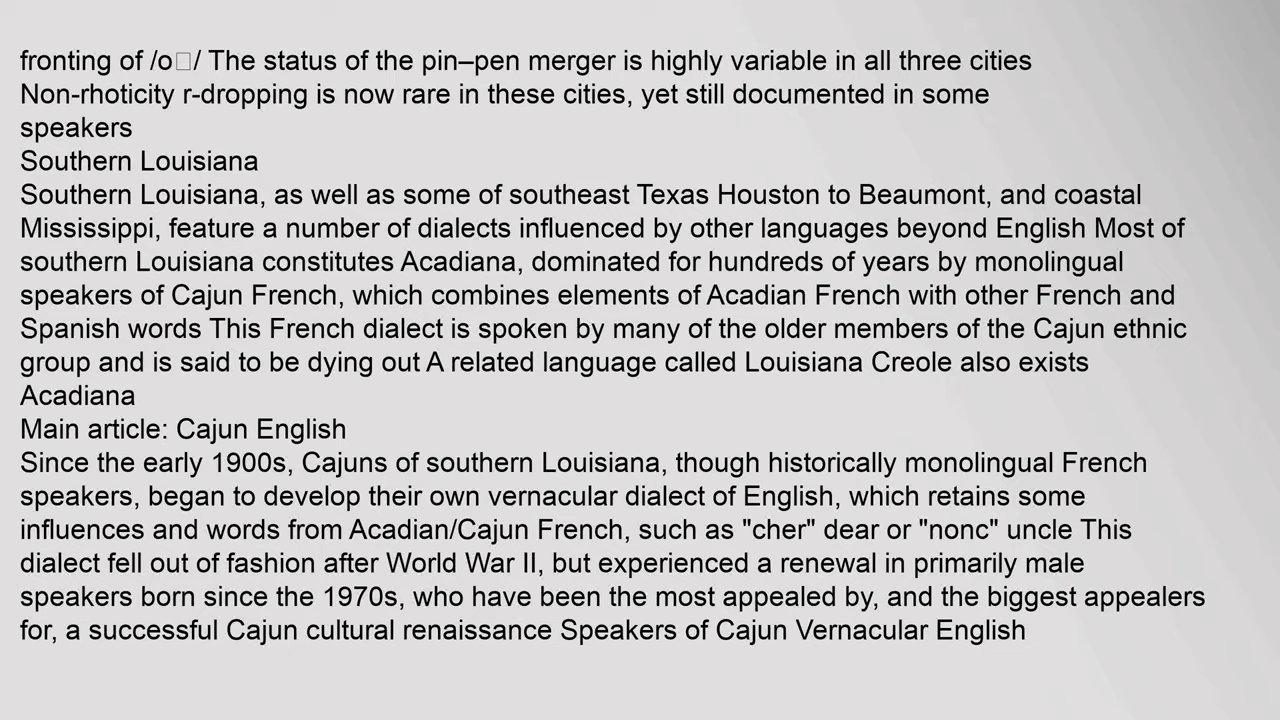 fronting of /o□/ The status of the pin–pen merger is highly variable in all three cities
Non-rhoticity r-dropping is now rare in these cities, yet still documented in some
speakers
Southern Louisiana
Southern Louisiana, as well as some of southeast Texas Houston to Beaumont, and coastal
Mississippi, feature a number of dialects influenced by other languages beyond English Most of
southern Louisiana constitutes Acadiana, dominated for hundreds of years by monolingual
speakers of Cajun French, which combines elements of Acadian French with other French and
Spanish words This French dialect is spoken by many of the older members of the Cajun ethnic
group and is said to be dying out A related language called Louisiana Creole also exists
Acadiana
Main article: Cajun English
Since the early 1900s, Cajuns of southern Louisiana, though historically monolingual French
speakers, began to develop their own vernacular dialect of English, which retains some
influences and words from Acadian/Cajun French, such as "cher" dear or "nonc" uncle This
dialect fell out of fashion after World War II, but experienced a renewal in primarily male
speakers born since the 1970s, who have been the most appealed by, and the biggest appealers
for, a successful Cajun cultural renaissance Speakers of Cajun Vernacular English